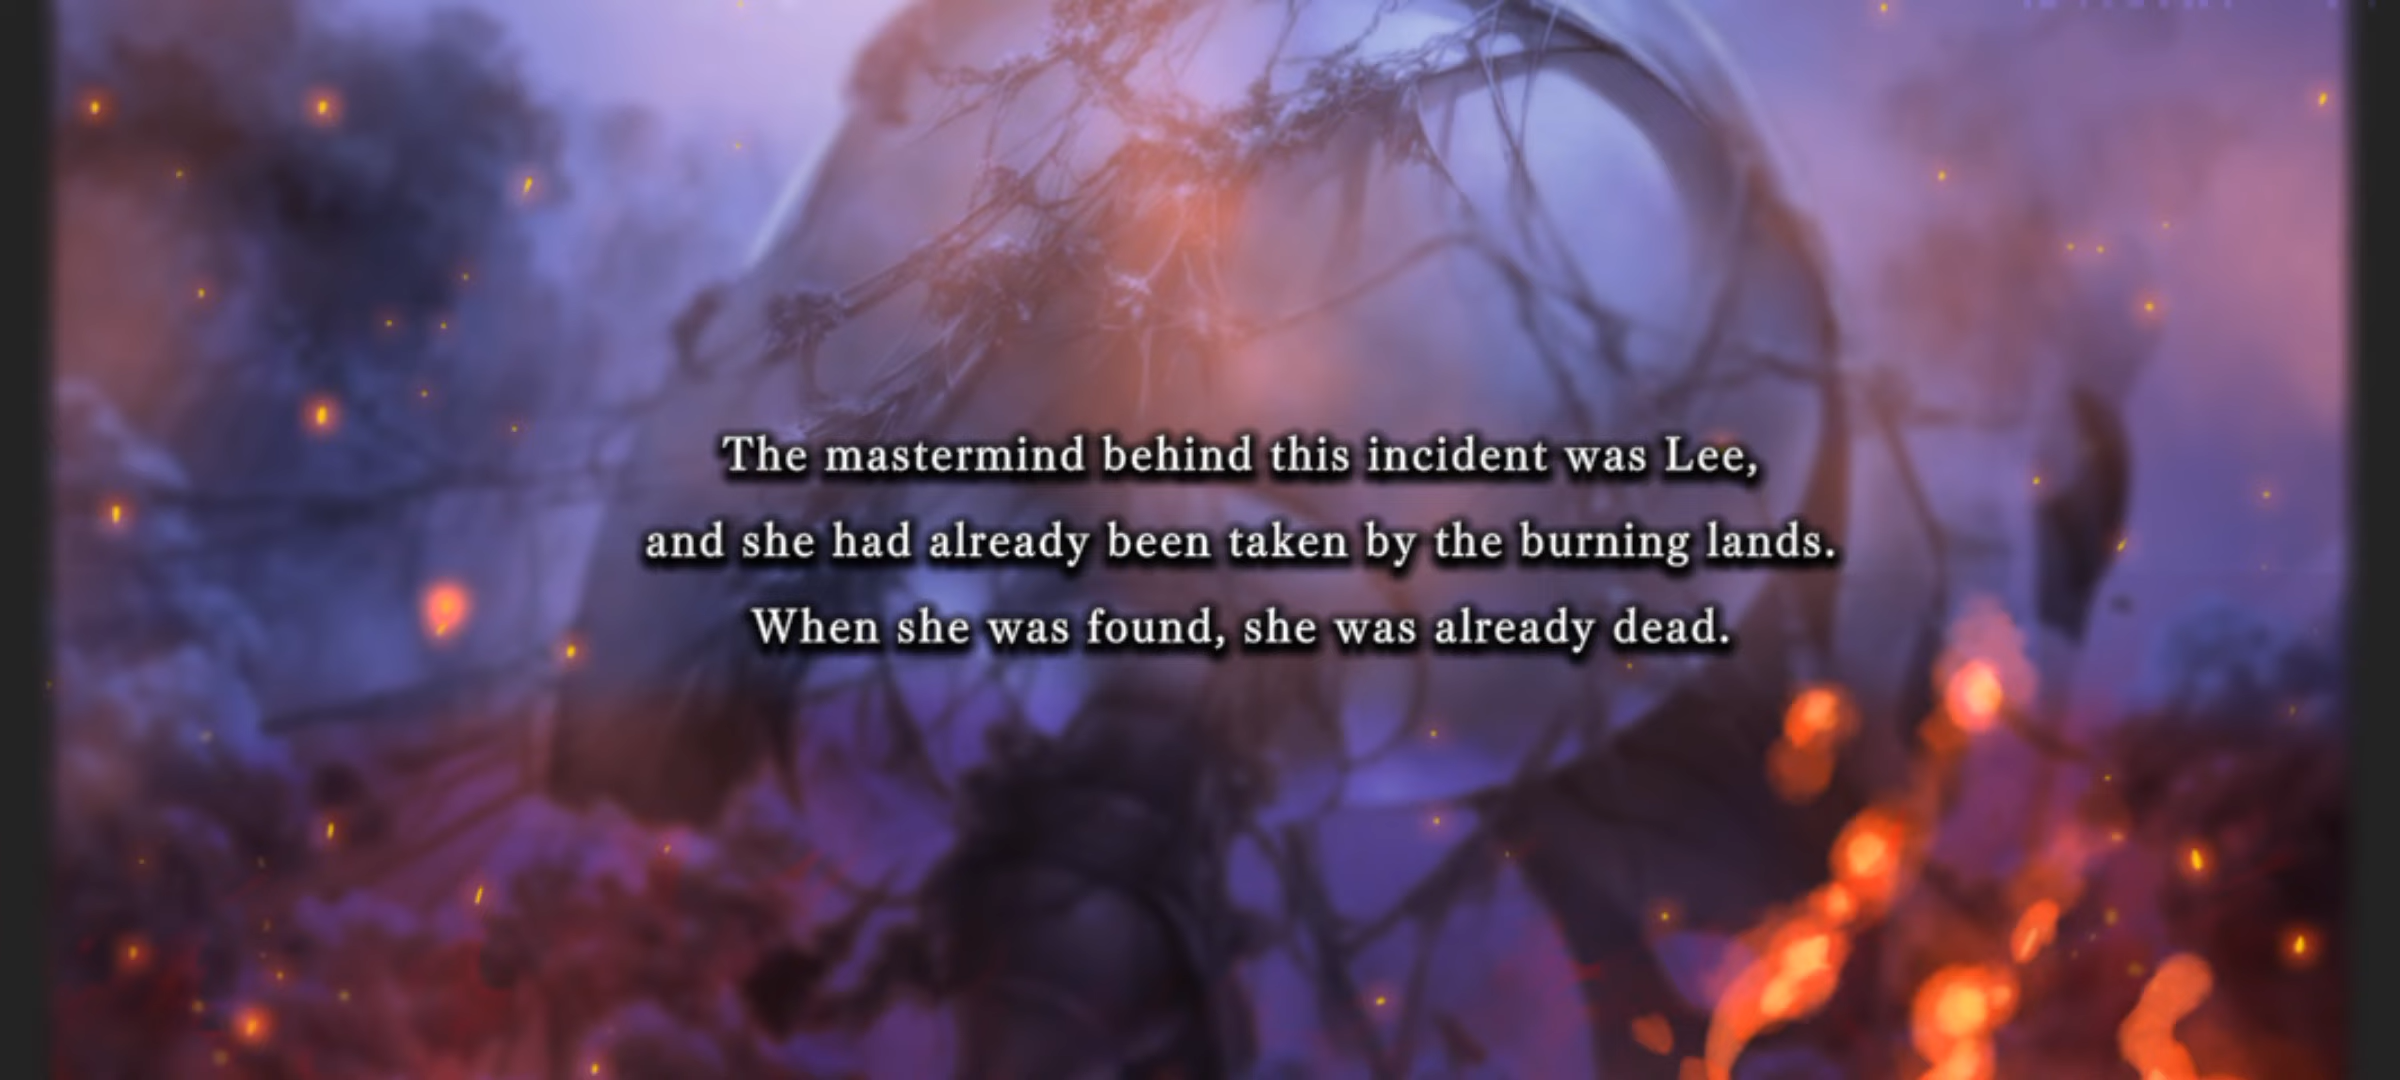 The mastermind behind this incident was Lee,
and she had already been taken by the burning lands.
When she was found, she was already dead.